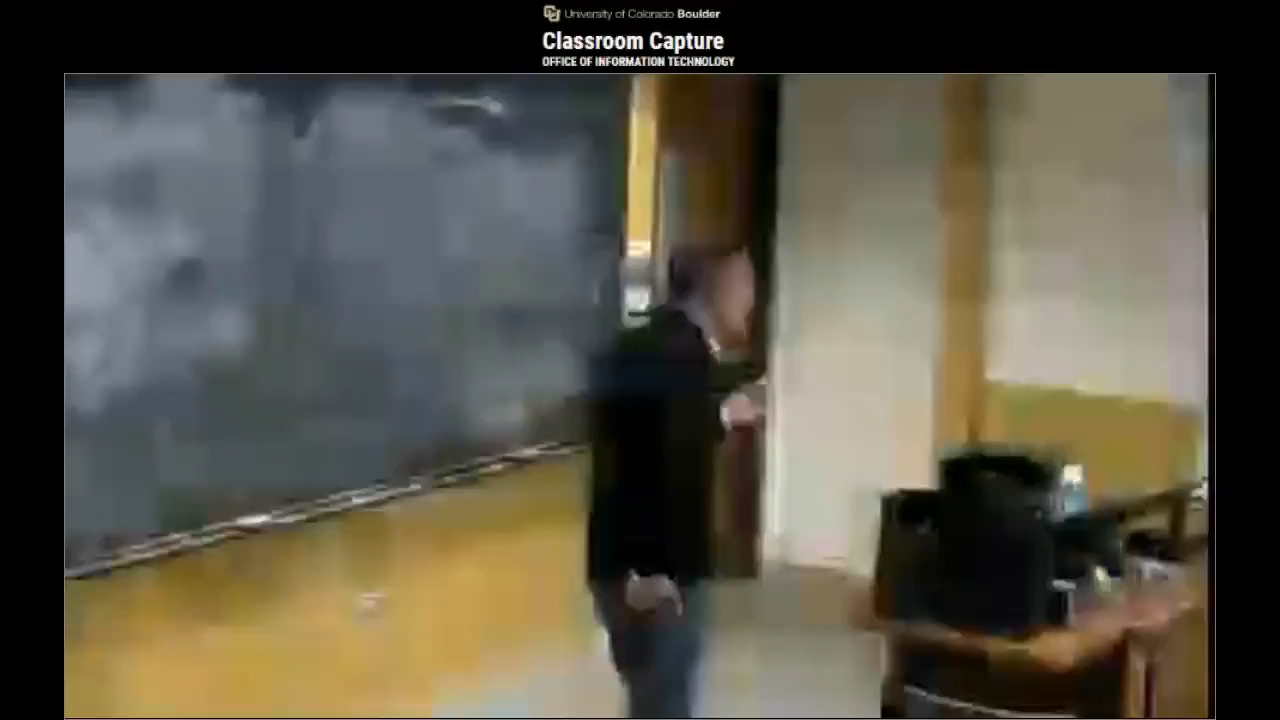 University of Colorado Boulder
Classroom Capture
OFFICE OF INFORMATION TECHNOLOGY